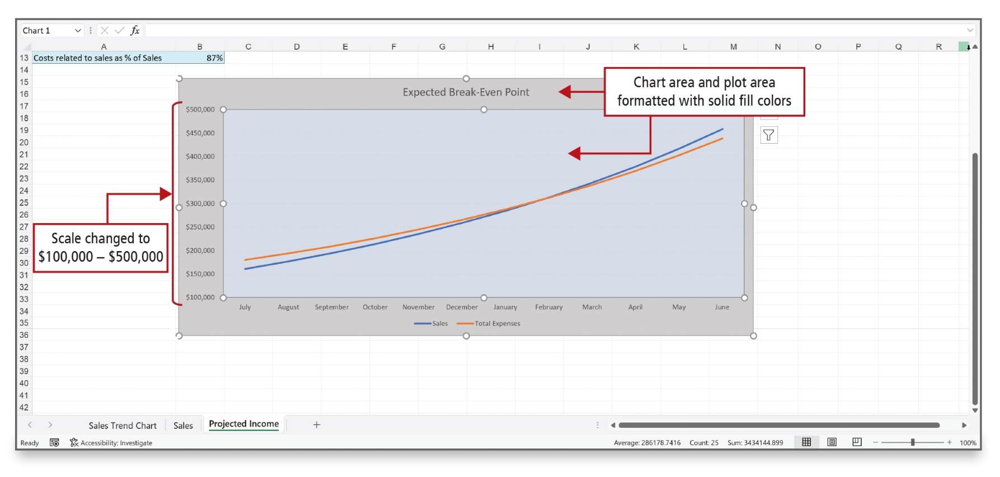 Chart 1
fx
A B C D E F G H I J K L M N O P Q R
13 Costs related to sales as % of Sales 87%
14
15
16
17
18
19
20
21
22
23
24
25
26
27
28
29
30
31
32
33
34
35
36
37
38
39
40
41
42
Expected Break-Even Point
Chart area and plot area
formatted with solid fill colors
$500,000
$450,000
$400,000
$350,000
$300,000
$250,000
$200,000
$150,000
$100,000
Scale changed to
$100,000 – $500,000
July August September October November December January February March April May June
Sales Total Expenses
Sales Trend Chart Sales Projected Income +
Ready Accessibility: Investigate Average: 286178.7416 Count: 25 Sum: 3434144.899 100%